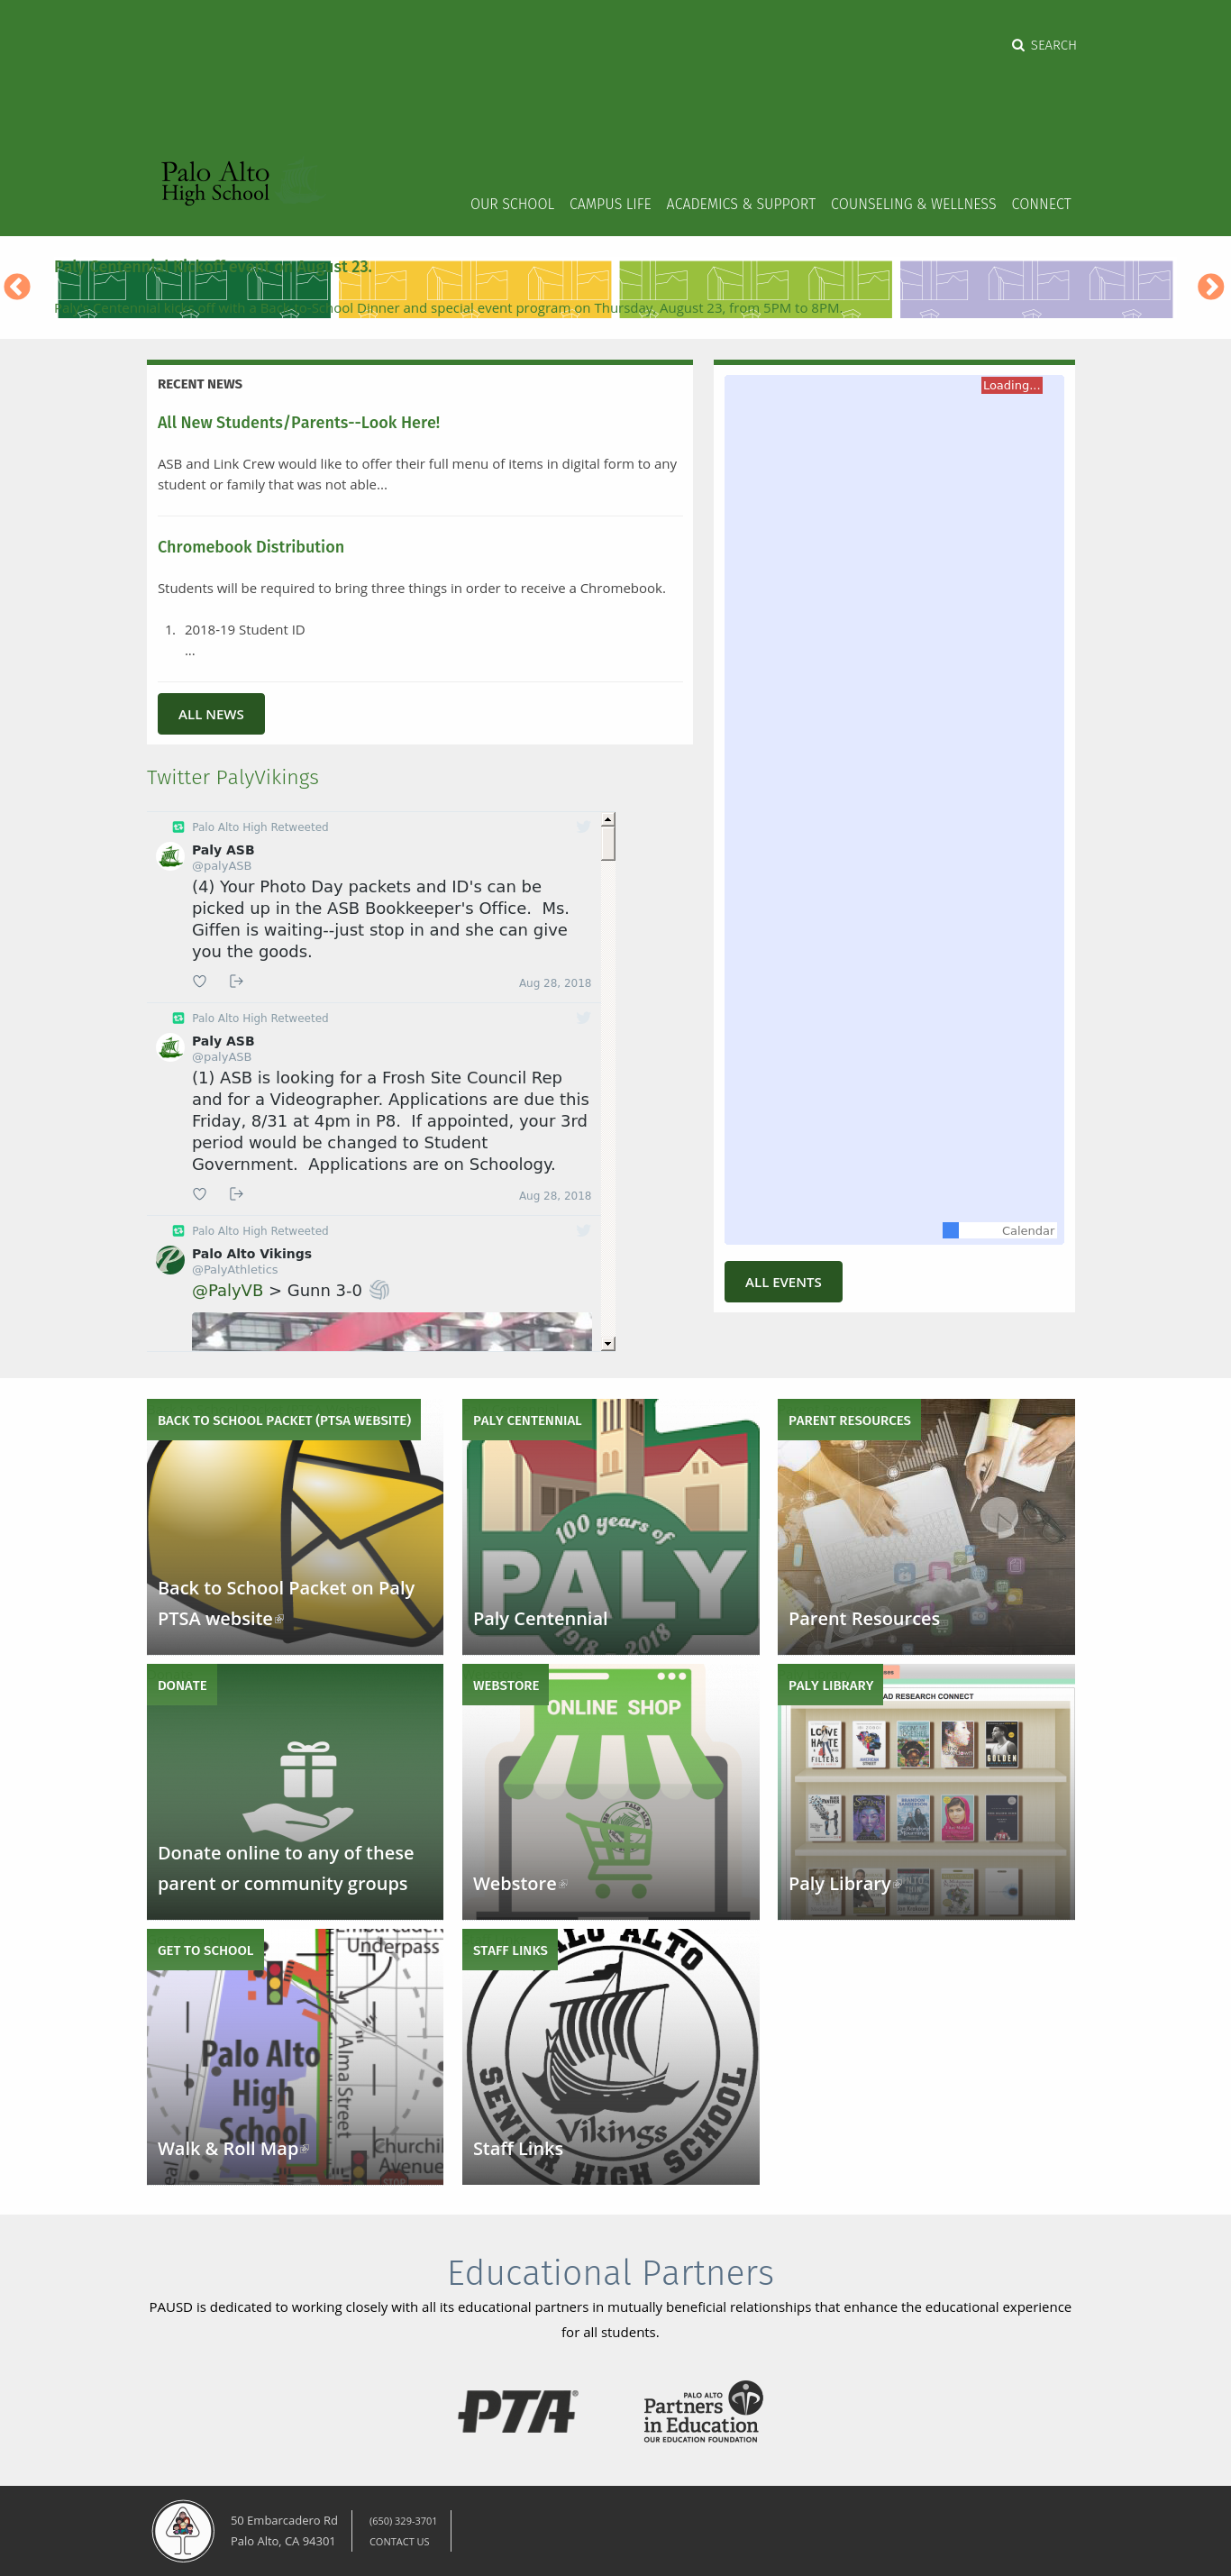 SEARCH
Palo Alto
High School
OUR SCHOOL CAMPUS LIFE ACADEMICS & SUPPORT COUNSELING & WELLNESS CONNECT
Paly Centennial Kickoff event on August 23.
Paly's Centennial kicks off with a Back-to-School Dinner and special event program on Thursday, August 23, from 5PM to 8PM
RECENT NEWS
All New Students/Parents--Look Here!
ASB and Link Crew would like to offer their full menu of items in digital form to any
student or family that was not able...
Chromebook Distribution
Students will be required to bring three things in order to receive a Chromebook.
1. 2018-19 Student ID
...
ALL NEWS
Loading...
Calendar
ALL EVENTS
Twitter PalyVikings
Palo Alto High Retweeted
Paly ASB
@palyASB
(4) Your Photo Day packets and ID's can be
picked up in the ASB Bookkeeper's Office. Ms.
Giffen is waiting--just stop in and she can give
you the goods.
Aug 28, 2018
Palo Alto High Retweeted
Paly ASB
@palyASB
(1) ASB is looking for a Frosh Site Council Rep
and for a Videographer. Applications are due this
Friday, 8/31 at 4pm in P8. If appointed, your 3rd
period would be changed to Student
Government. Applications are on Schoology.
Aug 28, 2018
Palo Alto High Retweeted
Palo Alto Vikings
@PalyAthletics
@PalyVB > Gunn 3-0
BACK TO SCHOOL PACKET (PTSA WEBSITE)
Back to School Packet on Paly
PTSA website
PALY CENTENNIAL
100 years of
PALY
1918 - 2018
Paly Centennial
PARENT RESOURCES
Parent Resources
DONATE
Donate online to any of these
parent or community groups
WEBSTORE
ONLINE SHOP
PALO ALTO
Webstore
PALY LIBRARY
AD RESEARCH CONNECT
LOVE
HATE
FILTERS
GOLDEN
Paly Library
GET TO SCHOOL
Underpass
Palo Alto
High
School
Alma Street
Churchil
Avenue
STOP
Walk & Roll Map
STAFF LINKS
PALO ALTO
SENIOR HIGH SCHOOL
Vikings
Staff Links
Educational Partners
PAUSD is dedicated to working closely with all its educational partners in mutually beneficial relationships that enhance the educational experience
for all students.
PTA®
PALO ALTO
Partners
in Education
OUR EDUCATION FOUNDATION
50 Embarcadero Rd
Palo Alto, CA 94301
(650) 329-3701
CONTACT US